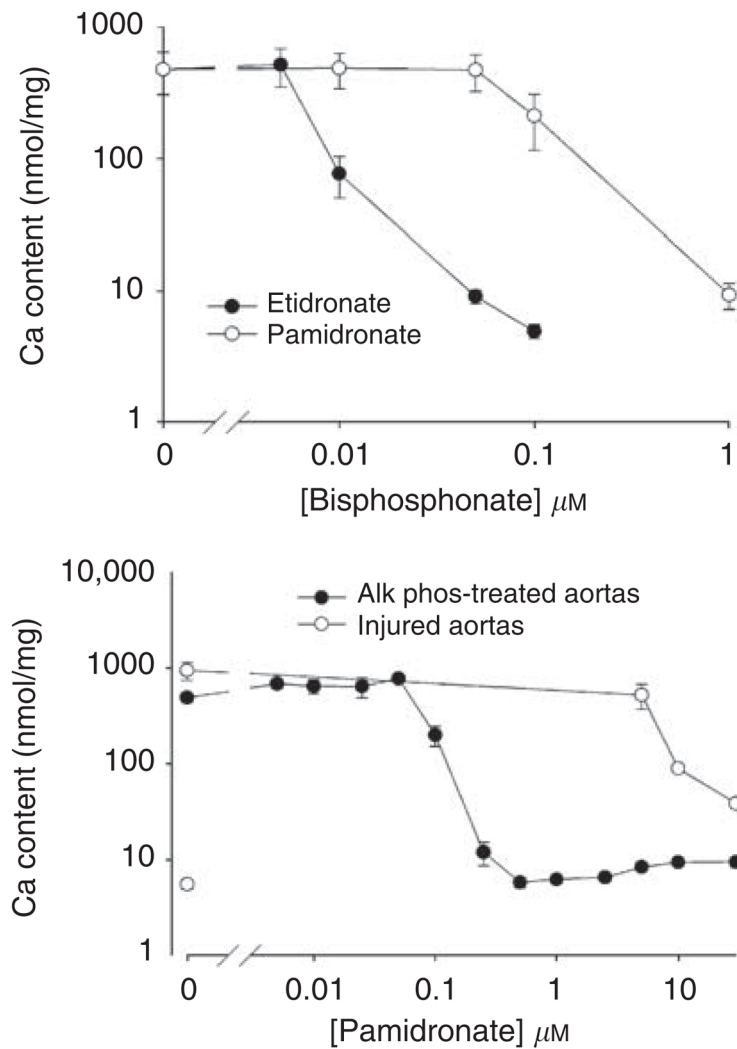 1000
100
10
1
Ca content (nmol/mg)
Etidronate
Pamidronate
0 0.01 0.1 1
[Bisphosphonate] μM
10,000
1000
100
10
1
Ca content (nmol/mg)
Alk phos-treated aortas
Injured aortas
0 0.01 0.1 1 10
[Pamidronate] μM